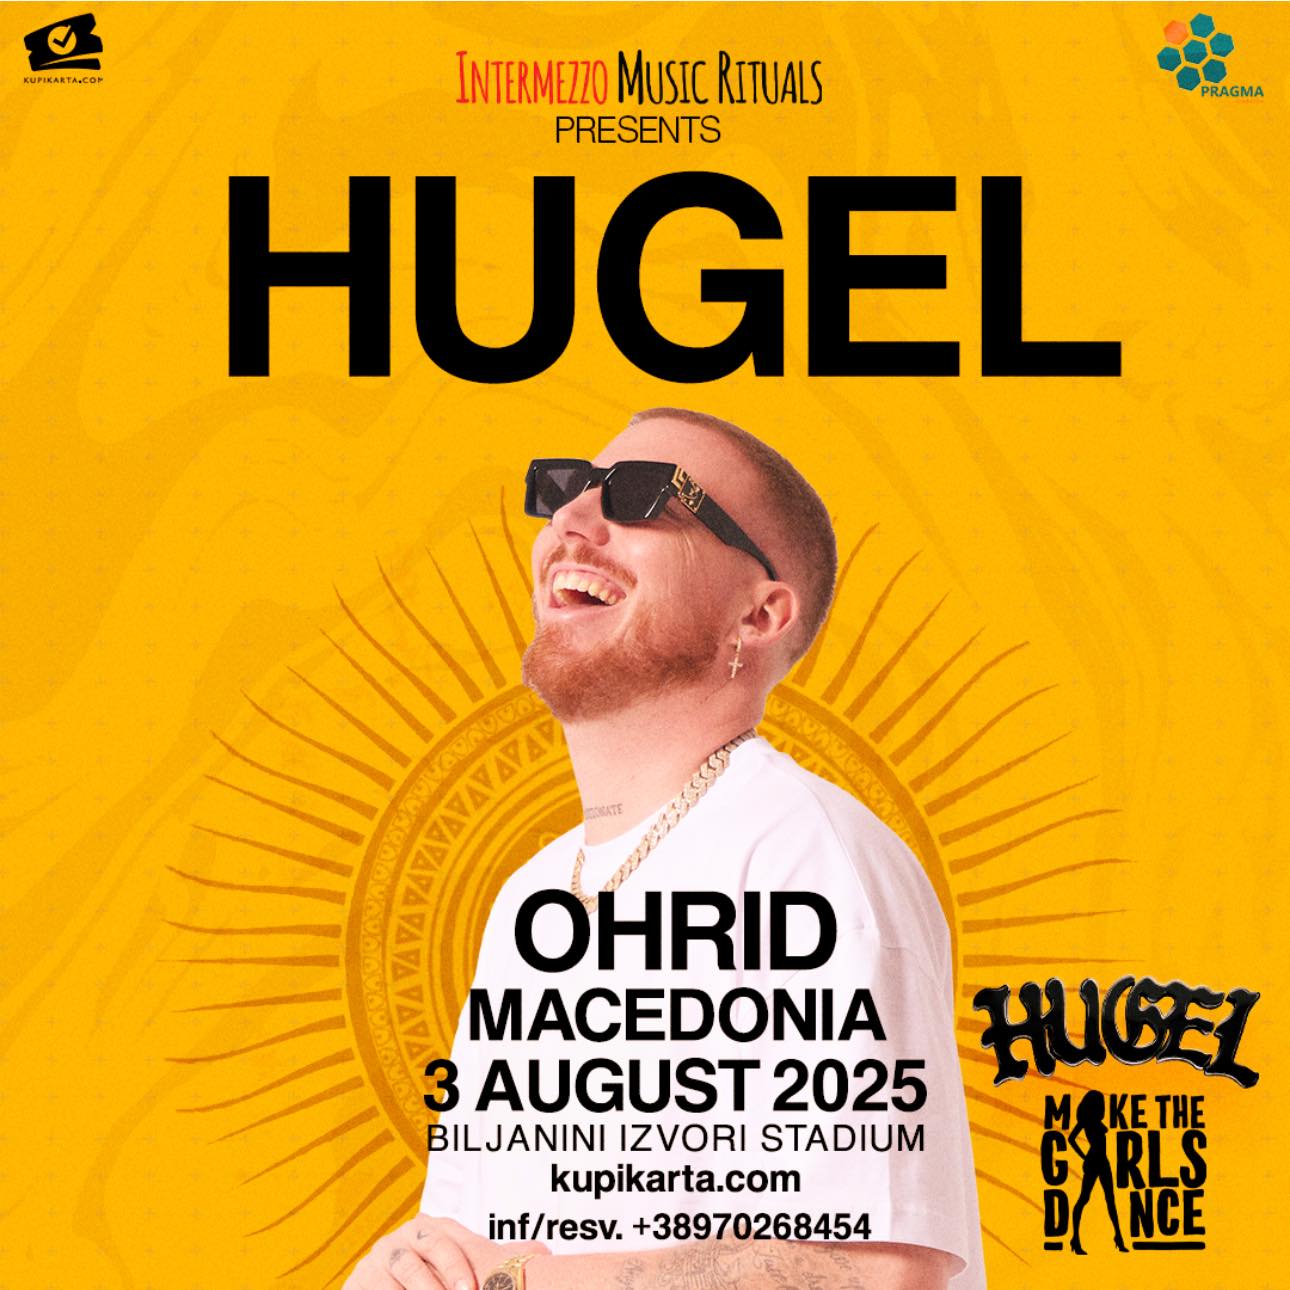 KUPIKARTA.COM
INTERMEZZO MUSIC RITUALS
PRAGMA
PRESENTS
HUGEL
OHRID
MACEDONIA
3 AUGUST 2025
BILJANINI IZVORI STADIUM
kupikarta.com
inf/resv. +38970268454
HUGEL
MAKE THE
GIRLS
DANCE